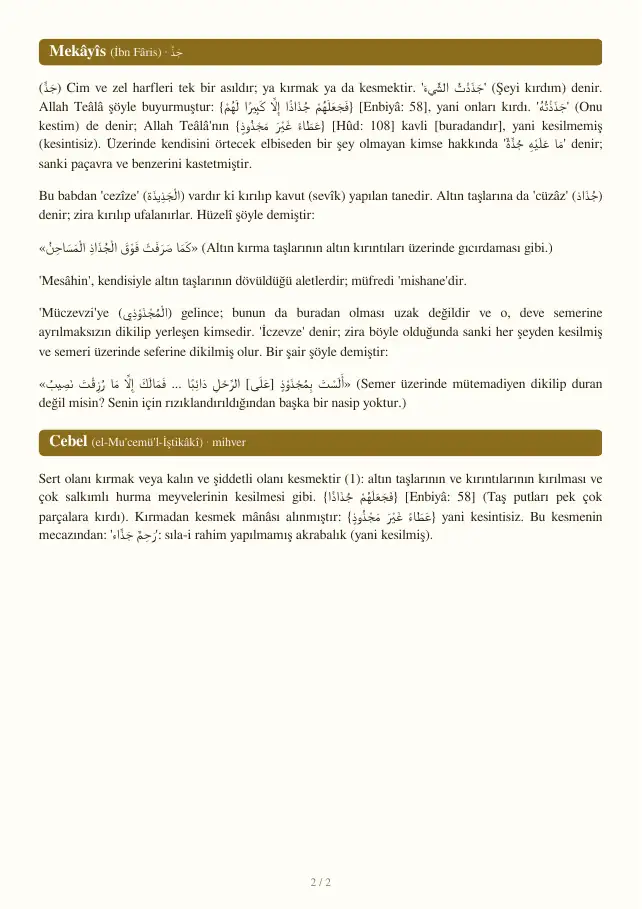 Mekâyîs (İbn Fâris) · جَذَّ
(جَذَّ) Cim ve zel harfleri tek bir asıldır; ya kırmak ya da kesmektir. 'جَذَذْتُ الشَّيءَ' (Şeyi kırdım) denir.
Allah Teâlâ şöyle buyurmuştur: {فَجَعَلَهُمْ جُذَاذًا إِلَّا كَبِيرًا لَهُمْ} [Enbiyâ: 58], yani onları kırdı. 'جَذَذْتُهُ' (Onu
kestim) de denir; Allah Teâlâ'nın {عَطَاءً غَيْرَ مَجْذُوذٍ} [Hûd: 108] kavli [buradandır], yani kesilmemiş
(kesintisiz). Üzerinde kendisini örtecek elbiseden bir şey olmayan kimse hakkında 'مَا عَلَيْهِ جُذَّةٌ' denir;
sanki paçavra ve benzerini kastetmiştir.
Bu babdan 'cezîze' (الْجَذِيذَة) vardır ki kırılıp kavut (sevîk) yapılan tanedir. Altın taşlarına da 'cüzâz' (جُذَاذ)
denir; zira kırılıp ufalanırlar. Hüzelî şöyle demiştir:
«كَمَا صَرَفَتْ فَوْقَ الْجُذَاذِ الْمَسَاحِنُ» (Altın kırma taşlarının altın kırıntıları üzerinde gıcırdaması gibi.)
'Mesâhin', kendisiyle altın taşlarının dövüldüğü aletlerdir; müfredi 'mishane'dir.
'Müczevzi'ye (الْمُجْذَوْذِي) gelince; bunun da buradan olması uzak değildir ve o, deve semerine
ayrılmaksızın dikilip yerleşen kimsedir. 'İczevze' denir; zira böyle olduğunda sanki her şeyden kesilmiş
ve semeri üzerinde seferine dikilmiş olur. Bir şair şöyle demiştir:
«أَلَسْتَ بِمُجْذَوْذٍ [عَلَى] الرَّحْلِ دَائِبًا ... فَمَالَكَ إِلَّا مَا رُزِقْتَ نَصِيبُ» (Semer üzerinde mütemadiyen dikilip duran
değil misin? Senin için rızıklandırıldığından başka bir nasip yoktur.)
Cebel (el-Mu'cemü'l-İştikâkî) · mihver
Sert olanı kırmak veya kalın ve şiddetli olanı kesmektir (1): altın taşlarının ve kırıntılarının kırılması ve
çok salkımlı hurma meyvelerinin kesilmesi gibi. {فَجَعَلَهُمْ جُذَاذًا} [Enbiyâ: 58] (Taş putları pek çok
parçalara kırdı). Kırmadan kesmek mânâsı alınmıştır: {عَطَاءً غَيْرَ مَجْذُوذٍ} yani kesintisiz. Bu kesmenin
mecazından: 'رَحِمٌ جَذَّاء': sıla-i rahim yapılmamış akrabalık (yani kesilmiş).
2 / 2